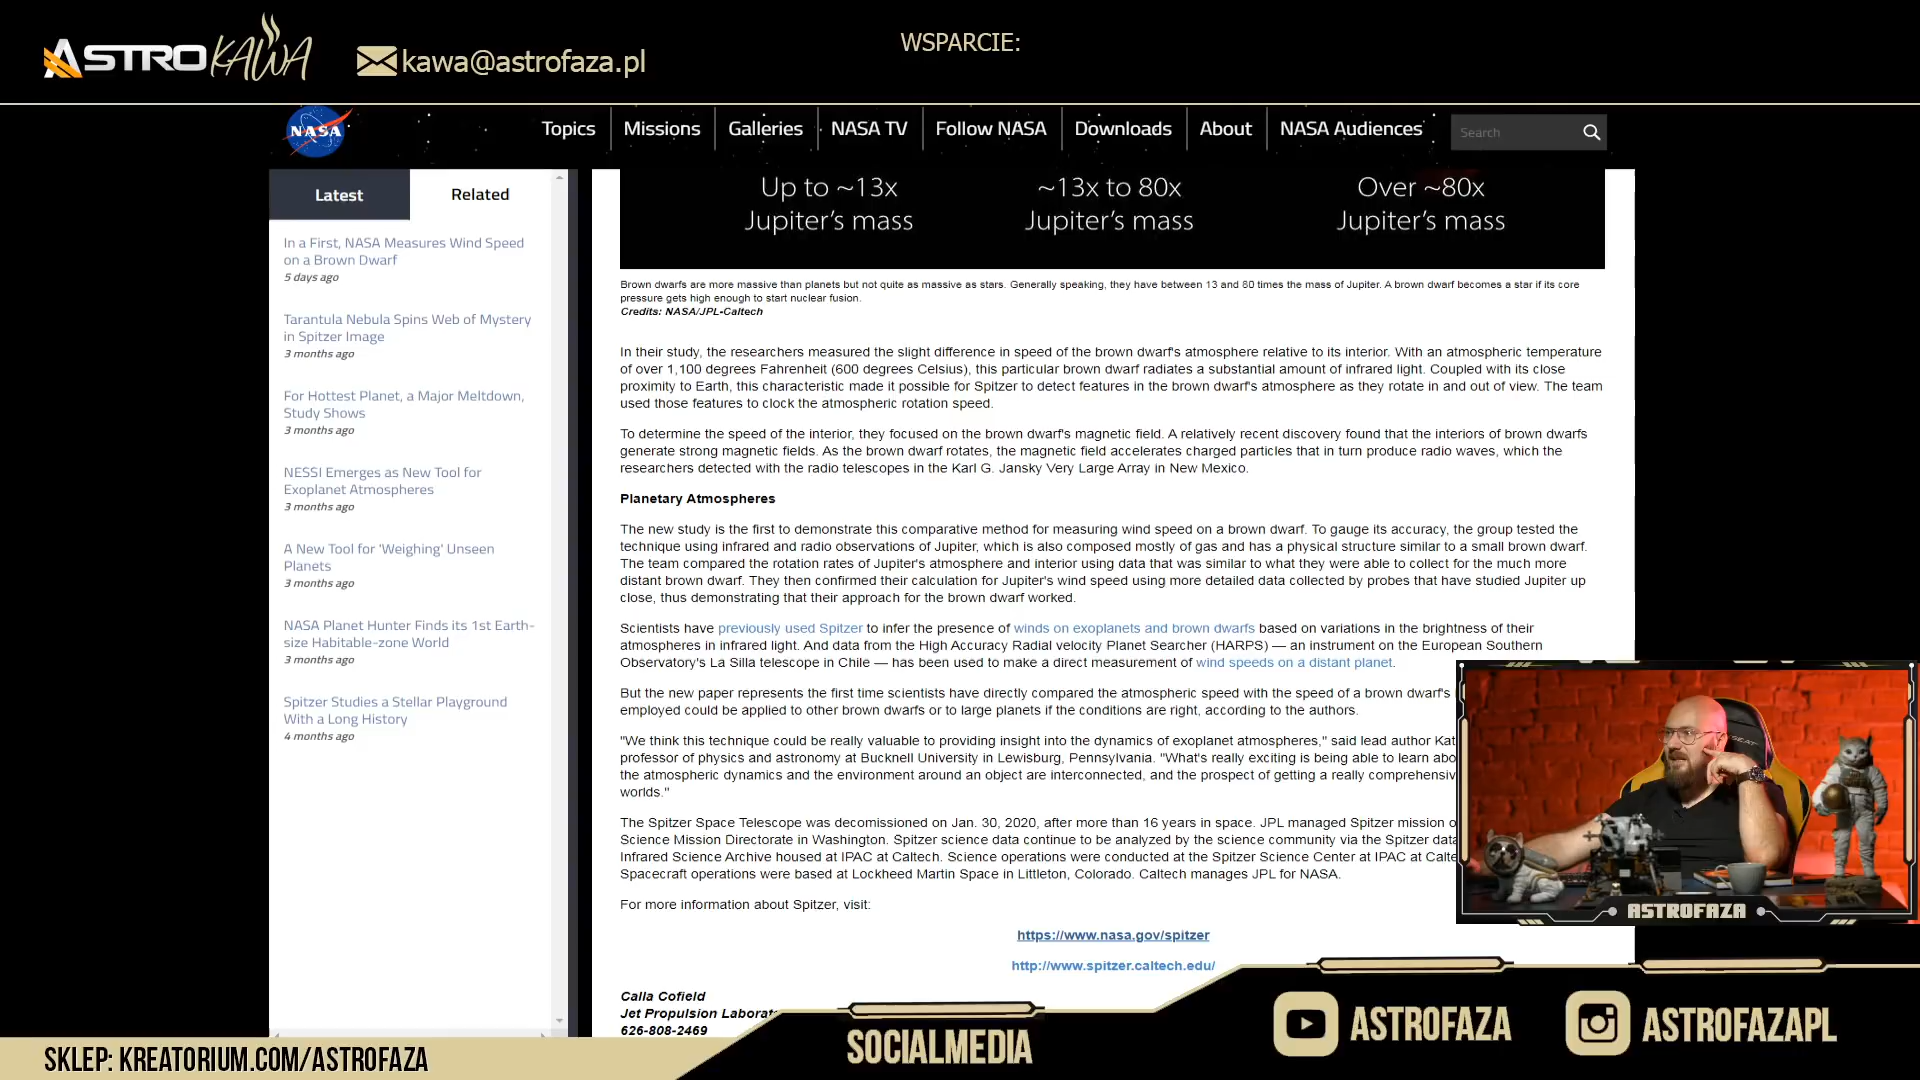 ASTRO KAWA
kawa@astrofaza.pl
WSPARCIE:
NASA
Topics
Missions
Galleries
NASA TV
Follow NASA
Downloads
About
NASA Audiences
Search
Latest
Related
In a First, NASA Measures Wind Speed
on a Brown Dwarf
5 days ago
Tarantula Nebula Spins Web of Mystery
in Spitzer Image
3 months ago
For Hottest Planet, a Major Meltdown,
Study Shows
3 months ago
NESSI Emerges as New Tool for
Exoplanet Atmospheres
3 months ago
A New Tool for 'Weighing' Unseen
Planets
3 months ago
NASA Planet Hunter Finds its 1st Earth-
size Habitable-zone World
3 months ago
Spitzer Studies a Stellar Playground
With a Long History
4 months ago
Up to ~13x
Jupiter's mass
~13x to 80x
Jupiter's mass
Over ~80x
Jupiter's mass
Brown dwarfs are more massive than planets but not quite as massive as stars. Generally speaking, they have between 13 and 80 times the mass of Jupiter. A brown dwarf becomes a star if its core
pressure gets high enough to start nuclear fusion.
Credits: NASA/JPL-Caltech
In their study, the researchers measured the slight difference in speed of the brown dwarf's atmosphere relative to its interior. With an atmospheric temperature
of over 1,100 degrees Fahrenheit (600 degrees Celsius), this particular brown dwarf radiates a substantial amount of infrared light. Coupled with its close
proximity to Earth, this characteristic made it possible for Spitzer to detect features in the brown dwarf's atmosphere as they rotate in and out of view. The team
used those features to clock the atmospheric rotation speed.
To determine the speed of the interior, they focused on the brown dwarf's magnetic field. A relatively recent discovery found that the interiors of brown dwarfs
generate strong magnetic fields. As the brown dwarf rotates, the magnetic field accelerates charged particles that in turn produce radio waves, which the
researchers detected with the radio telescopes in the Karl G. Jansky Very Large Array in New Mexico.
Planetary Atmospheres
The new study is the first to demonstrate this comparative method for measuring wind speed on a brown dwarf. To gauge its accuracy, the group tested the
technique using infrared and radio observations of Jupiter, which is also composed mostly of gas and has a physical structure similar to a small brown dwarf.
The team compared the rotation rates of Jupiter's atmosphere and interior using data that was similar to what they were able to collect for the much more
distant brown dwarf. They then confirmed their calculation for Jupiter's wind speed using more detailed data collected by probes that have studied Jupiter up
close, thus demonstrating that their approach for the brown dwarf worked.
Scientists have previously used Spitzer to infer the presence of winds on exoplanets and brown dwarfs based on variations in the brightness of their
atmospheres in infrared light. And data from the High Accuracy Radial velocity Planet Searcher (HARPS) — an instrument on the European Southern
Observatory's La Silla telescope in Chile — has been used to make a direct measurement of wind speeds on a distant planet.
But the new paper represents the first time scientists have directly compared the atmospheric speed with the speed of a brown dwarf's
employed could be applied to other brown dwarfs or to large planets if the conditions are right, according to the authors.
"We think this technique could be really valuable to providing insight into the dynamics of exoplanet atmospheres," said lead author Kat
professor of physics and astronomy at Bucknell University in Lewisburg, Pennsylvania. "What's really exciting is being able to learn abo
the atmospheric dynamics and the environment around an object are interconnected, and the prospect of getting a really comprehensiv
worlds."
The Spitzer Space Telescope was decomissioned on Jan. 30, 2020, after more than 16 years in space. JPL managed Spitzer mission o
Science Mission Directorate in Washington. Spitzer science data continue to be analyzed by the science community via the Spitzer data
Infrared Science Archive housed at IPAC at Caltech. Science operations were conducted at the Spitzer Science Center at IPAC at Calte
Spacecraft operations were based at Lockheed Martin Space in Littleton, Colorado. Caltech manages JPL for NASA.
For more information about Spitzer, visit:
https://www.nasa.gov/spitzer
http://www.spitzer.caltech.edu/
Calla Cofield
Jet Propulsion Laborat
626-808-2469
SEAT
ASTROFAZA
SKLEP: KREATORIUM.COM/ASTROFAZA
SOCIALMEDIA
ASTROFAZA
ASTROFAZAPL